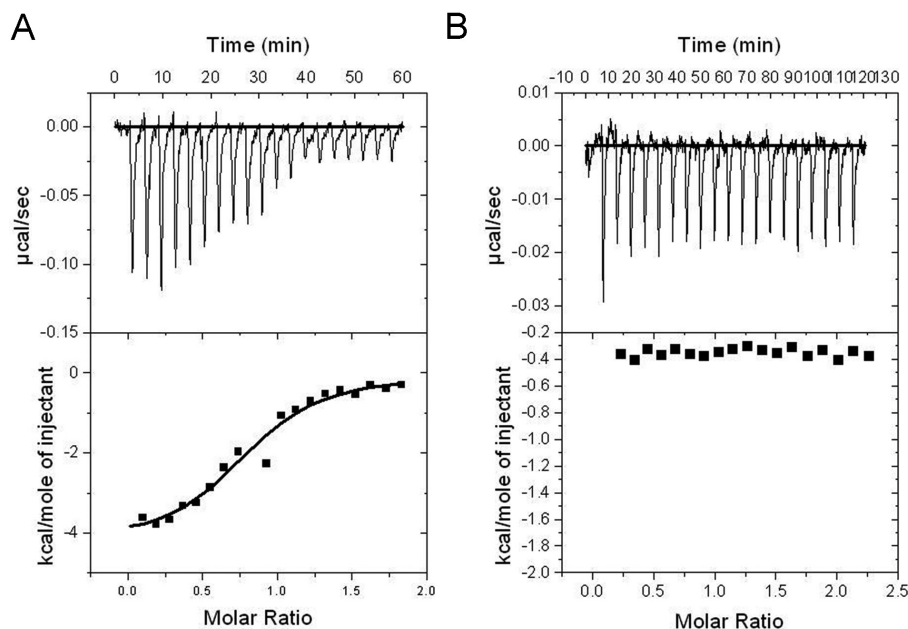 A
Time (min)
0 10 20 30 40 50 60
0.00
-0.05
-0.10
-0.15
µcal/sec
0
-2
-4
kcal/mole of injectant
0.0 0.5 1.0 1.5 2.0
Molar Ratio
B
Time (min)
-10 0 10 20 30 40 50 60 70 80 90 100 110 120 130
0.01
0.00
-0.01
-0.02
-0.03
µcal/sec
-0.2
-0.4
-0.6
-0.8
-1.0
-1.2
-1.4
-1.6
-1.8
-2.0
kcal/mole of injectant
0.0 0.5 1.0 1.5 2.0 2.5
Molar Ratio